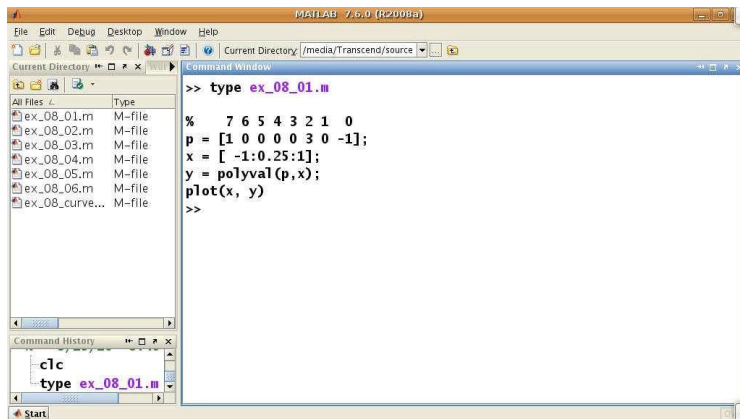 MATLAB 7.6.0 (R2008a)
File Edit Debug Desktop Window Help
Current Directory: /media/Transcend/source
Current Directory
Command Window
All Files Type
ex_08_01.m M-file
ex_08_02.m M-file
ex_08_03.m M-file
ex_08_04.m M-file
ex_08_05.m M-file
ex_08_06.m M-file
ex_08_curve... M-file
>> type ex_08_01.m
% 7 6 5 4 3 2 1 0
p = [1 0 0 0 0 3 0 -1];
x = [ -1:0.25:1];
y = polyval(p,x);
plot(x, y)
>>
Command History
clc
type ex_08_01.m
Start